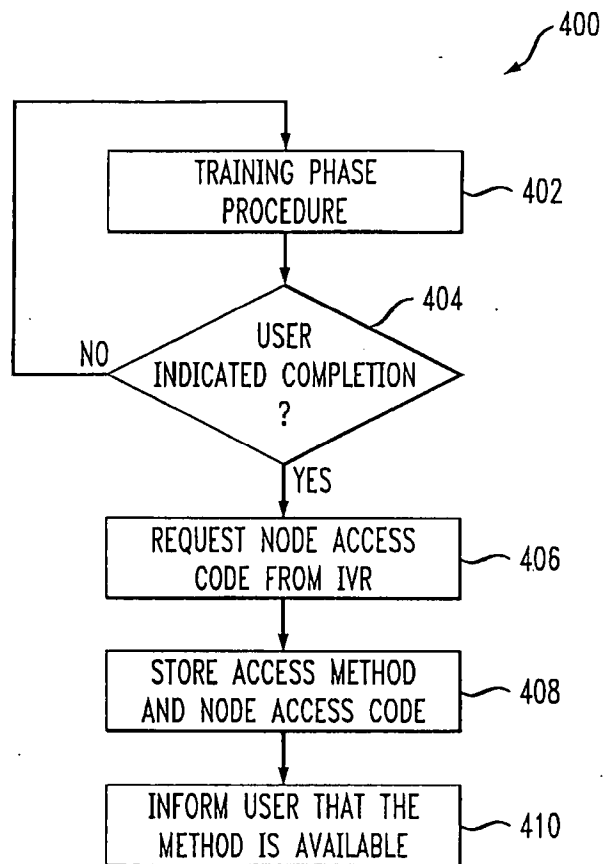 400
TRAINING PHASE
PROCEDURE
402
404
USER
INDICATED COMPLETION
?
NO
YES
REQUEST NODE ACCESS
CODE FROM IVR
406
STORE ACCESS METHOD
AND NODE ACCESS CODE
408
INFORM USER THAT THE
METHOD IS AVAILABLE
410